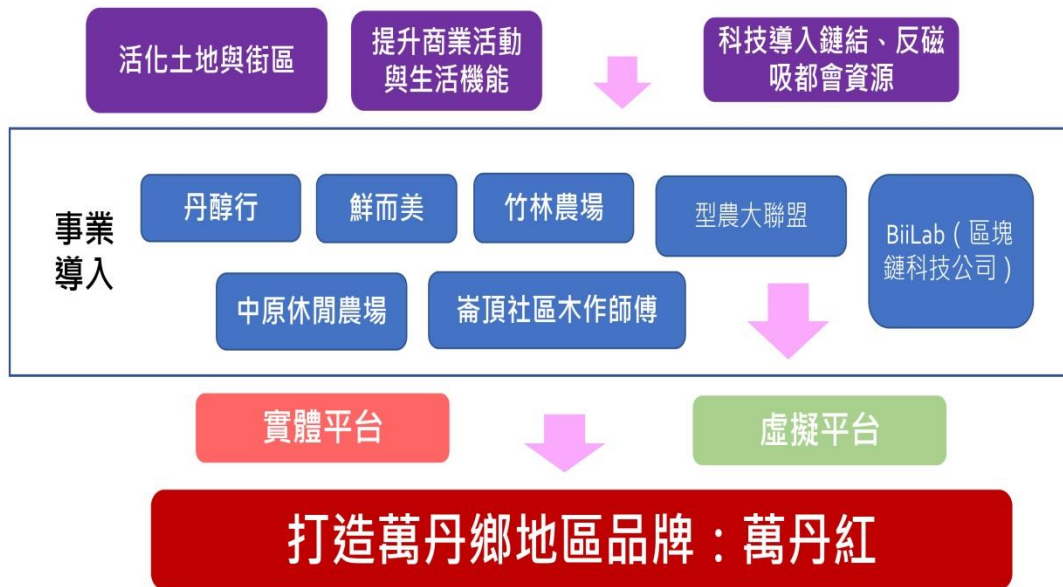 活化土地與街區
提升商業活動
與生活機能
科技導入鏈結、反磁
吸都會資源
事業
導入
丹醇行
鮮而美
竹林農場
型農大聯盟
BiiLab（區塊
鏈科技公司）
中原休閒農場
崙頂社區木作師傅
實體平台
虛擬平台
打造萬丹鄉地區品牌：萬丹紅